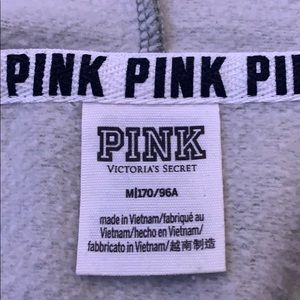 PINK PINK PI
PINK
VICTORIA'S SECRET
M|170/96A
made in Vietnam/fabriqué au
Vietnam/hecho en Vietnam/
fabbricato in Vietnam/越南制造